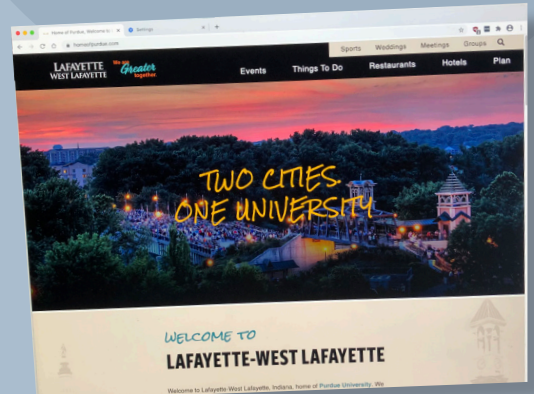 Home of Purdue, Welcome to
Settings
homeofpurdue.com
Sports Weddings Meetings Groups
LAFAYETTE
WEST LAFAYETTE
We are
Greater
together.
Events Things To Do Restaurants Hotels Plan
TWO CITIES.
ONE UNIVERSITY
WELCOME TO
LAFAYETTE-WEST LAFAYETTE
Welcome to Lafayette-West Lafayette, Indiana, home of Purdue University. We